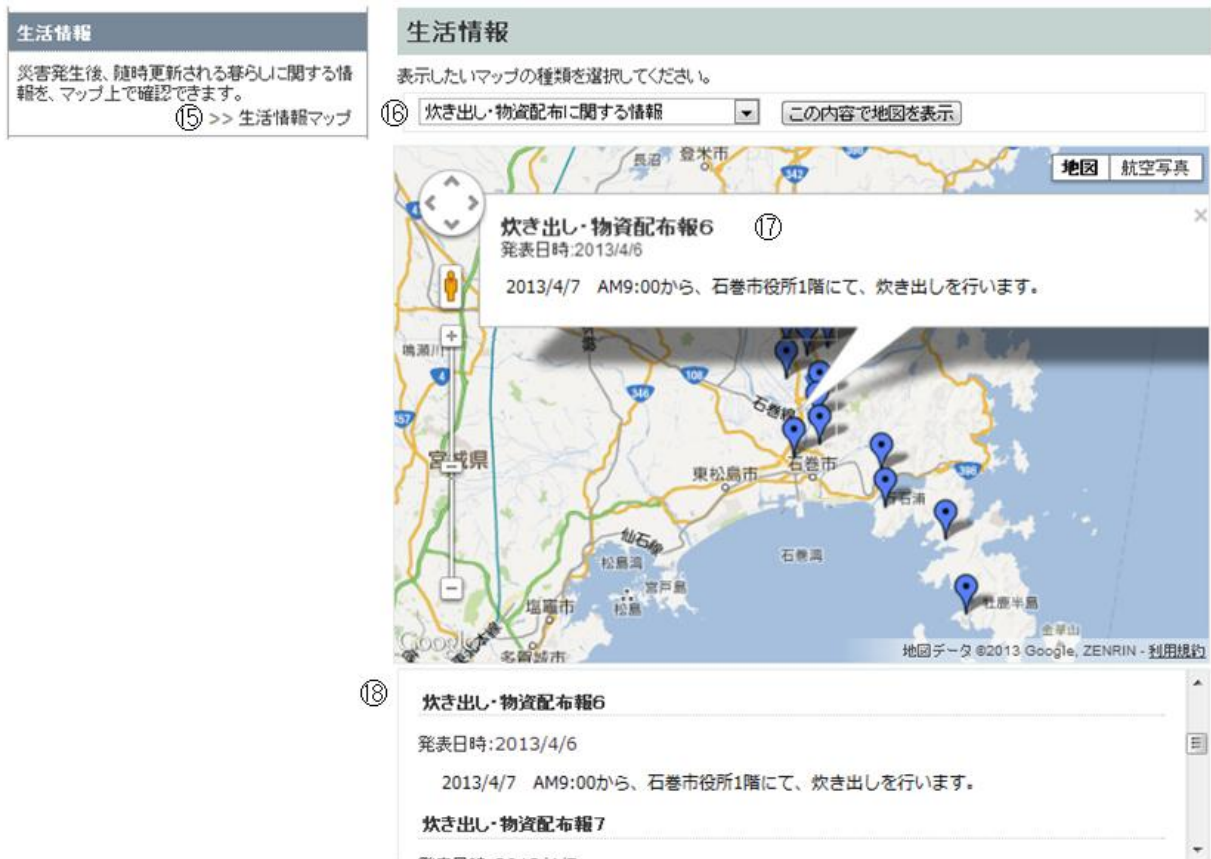 生活情報
災害発生後、随時更新される暮らしに関する情
報を、マップ上で確認できます。
⑮ >> 生活情報マップ
生活情報
表示したいマップの種類を選択してください。
⑯ 炊き出し・物資配布に関する情報 この内容で地図を表示
地図 航空写真
長沼 登米市
342
4
炊き出し・物資配布報6 ⑰
×
発表日時:2013/4/6
2013/4/7 AM9:00から、石巻市役所1階にて、炊き出しを行います。
鳴瀬川
4
108
346
457
石巻線
宮城県
東松島市
石巻市
398
仙石線
松島湾
石巻湾
宮戸島
塩竈市
松島
牡鹿半島
金華山
Google
東北本線
多賀城市
地図データ ©2013 Google, ZENRIN - 利用規約
⑱ 炊き出し・物資配布報6
発表日時:2013/4/6
2013/4/7 AM9:00から、石巻市役所1階にて、炊き出しを行います。
炊き出し・物資配布報7